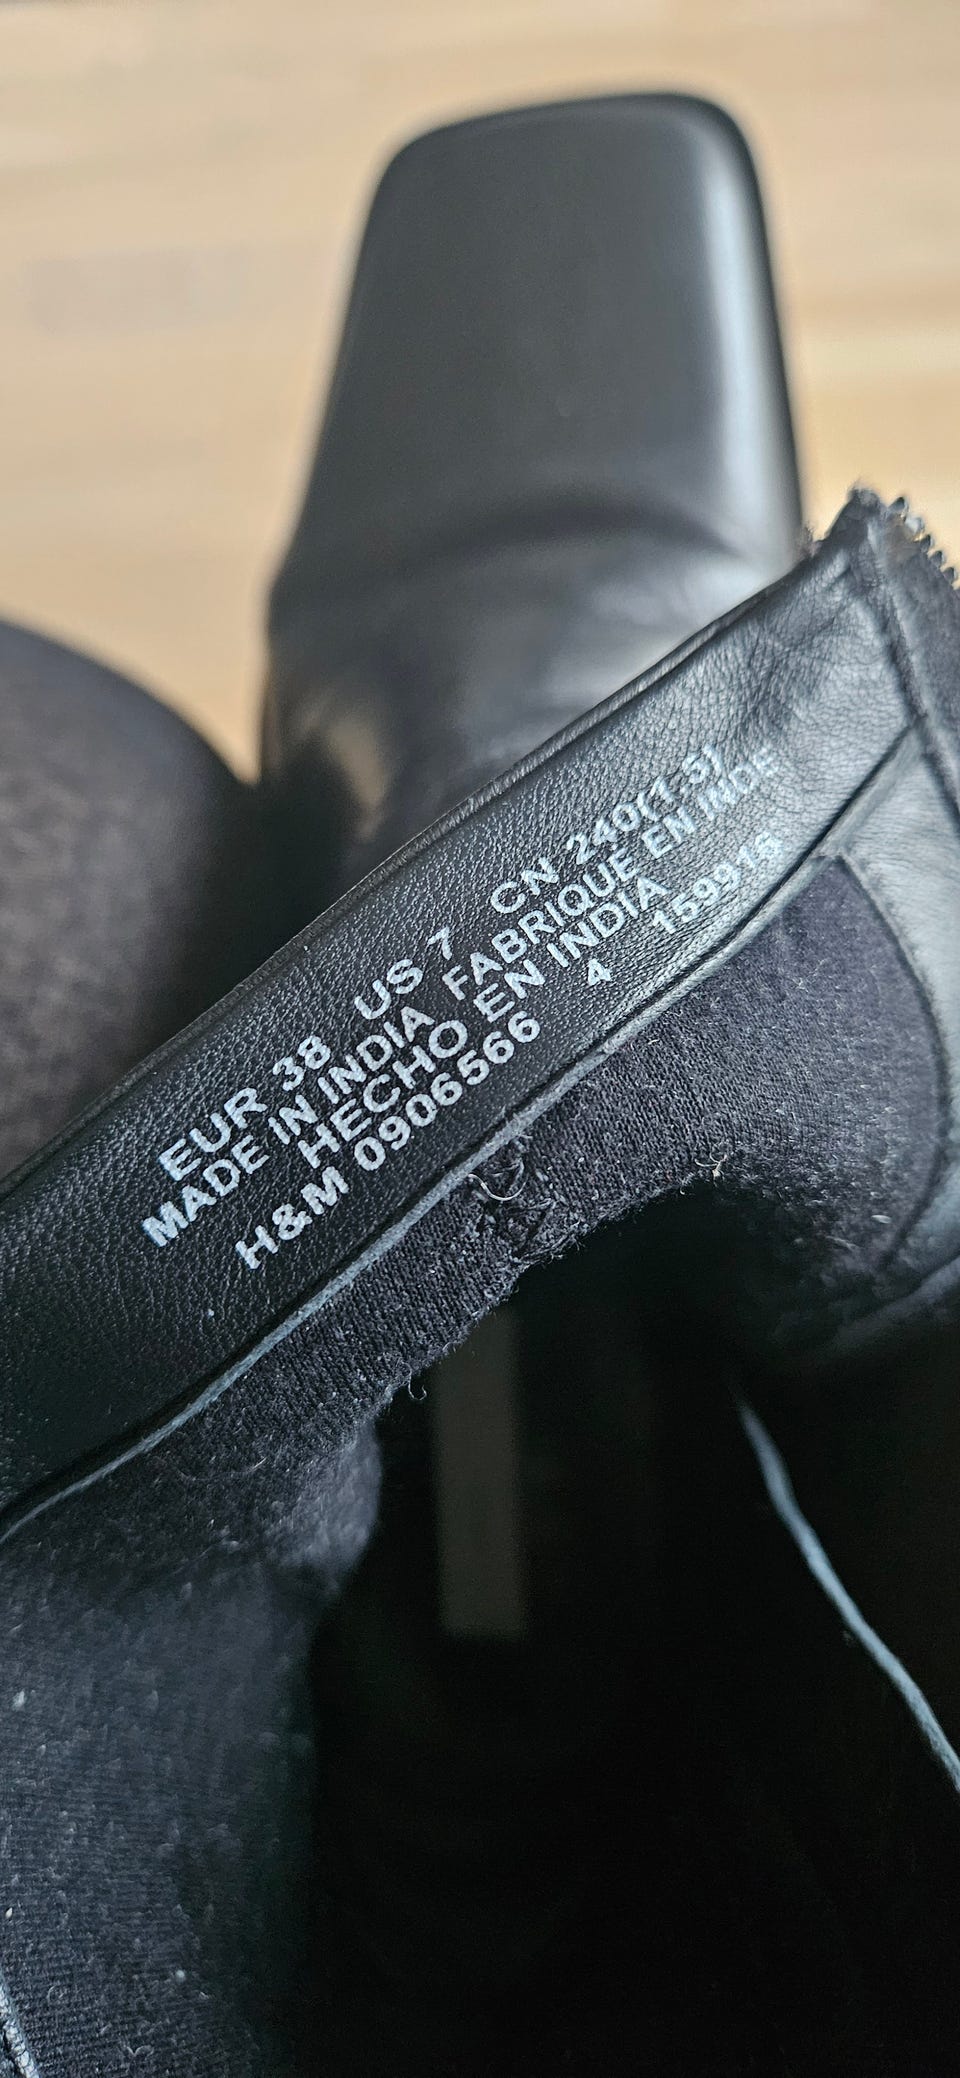 EUR 38 US 7 CN 240(1.5)
MADE IN INDIA FABRIQUE EN INDE
HECHO EN INDIA
H&M 0906566 4 159919